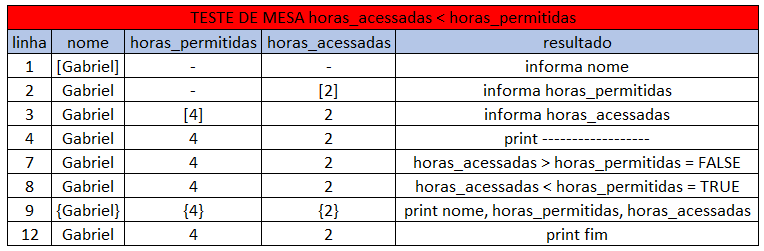 TESTE DE MESA horas_acessadas < horas_permitidas
linha nome horas_permitidas horas_acessadas resultado
1 [Gabriel] - - informa nome
2 Gabriel - [2] informa horas_permitidas
3 Gabriel [4] 2 informa horas_acessadas
4 Gabriel 4 2 print ------------------
7 Gabriel 4 2 horas_acessadas > horas_permitidas = FALSE
8 Gabriel 4 2 horas_acessadas < horas_permitidas = TRUE
9 {Gabriel} {4} {2} print nome, horas_permitidas, horas_acessadas
12 Gabriel 4 2 print fim